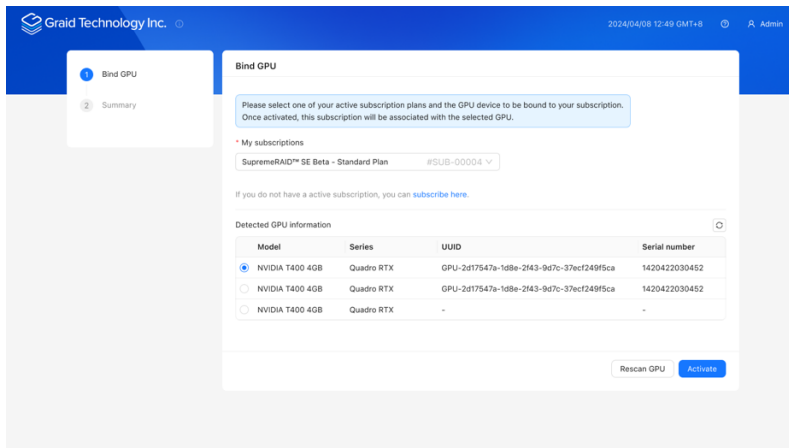 Graid Technology Inc.
2024/04/08 12:49 GMT+8
Admin
1 Bind GPU
2 Summary
Bind GPU
Please select one of your active subscription plans and the GPU device to be bound to your subscription.
Once activated, this subscription will be associated with the selected GPU.
* My subscriptions
SupremeRAID™ SE Beta - Standard Plan #SUB-00004
If you do not have a active subscription, you can subscribe here.
Detected GPU information
Model Series UUID Serial number
NVIDIA T400 4GB Quadro RTX GPU-2d17547a-1d8e-2f43-9d7c-37ecf249f5ca 1420422030452
NVIDIA T400 4GB Quadro RTX GPU-2d17547a-1d8e-2f43-9d7c-37ecf249f5ca 1420422030452
NVIDIA T400 4GB Quadro RTX - -
Rescan GPU Activate